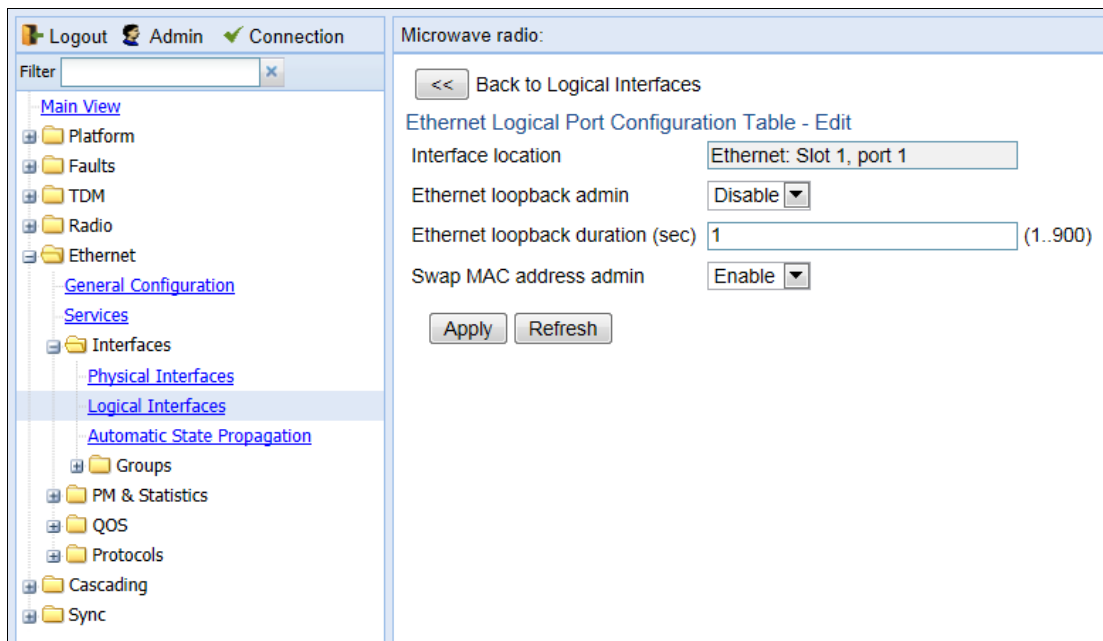 Logout Admin Connection
Filter
Main View
Platform
Faults
TDM
Radio
Ethernet
General Configuration
Services
Interfaces
Physical Interfaces
Logical Interfaces
Automatic State Propagation
Groups
PM & Statistics
QOS
Protocols
Cascading
Sync
Microwave radio:
<< Back to Logical Interfaces
Ethernet Logical Port Configuration Table - Edit
Interface location Ethernet: Slot 1, port 1
Ethernet loopback admin Disable
Ethernet loopback duration (sec) 1 (1..900)
Swap MAC address admin Enable
Apply Refresh